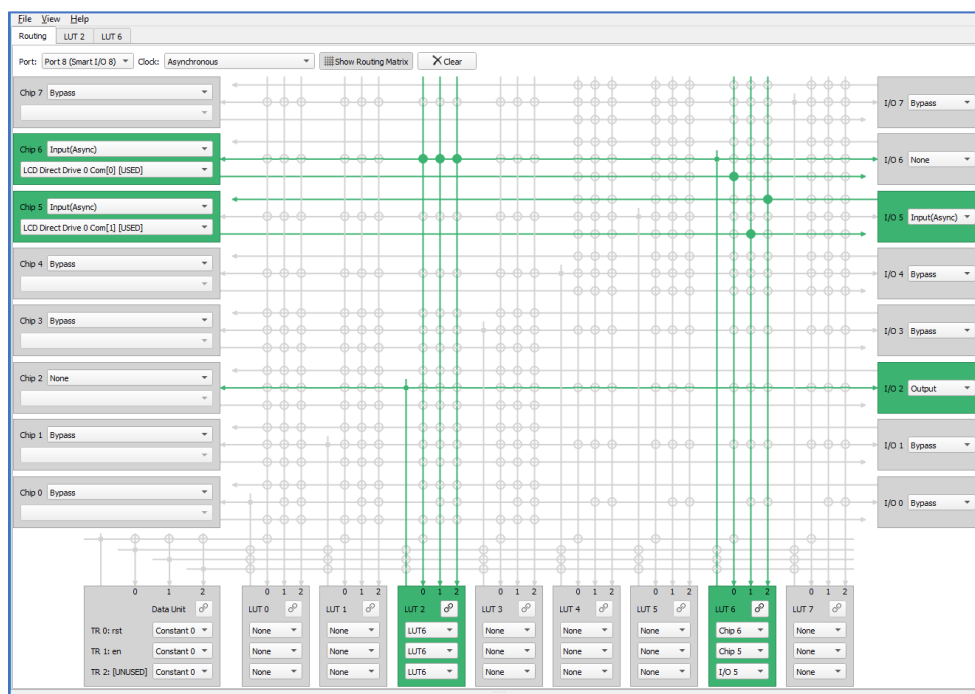 File View Help
Routing LUT 2 LUT 6
Port: Port 8 (Smart I/O 8) Clock: Asynchronous Show Routing Matrix Clear
Chip 7 Bypass I/O 7 Bypass
Chip 6 Input(Async) I/O 6 None
LCD Direct Drive 0 Com[0] [USED]
Chip 5 Input(Async) I/O 5 Input(Async)
LCD Direct Drive 0 Com[1] [USED]
Chip 4 Bypass I/O 4 Bypass
Chip 3 Bypass I/O 3 Bypass
Chip 2 None I/O 2 Output
Chip 1 Bypass I/O 1 Bypass
Chip 0 Bypass I/O 0 Bypass
0 1 2 0 1 2 0 1 2 0 1 2 0 1 2 0 1 2 0 1 2 0 1 2 0 1 2
Data Unit LUT 0 LUT 1 LUT 2 LUT 3 LUT 4 LUT 5 LUT 6 LUT 7
TR 0: rst Constant 0 None None LUT6 None None None Chip 6 None
TR 1: en Constant 0 None None LUT6 None None None Chip 5 None
TR 2: [UNUSED] Constant 0 None None LUT6 None None None I/O 5 None